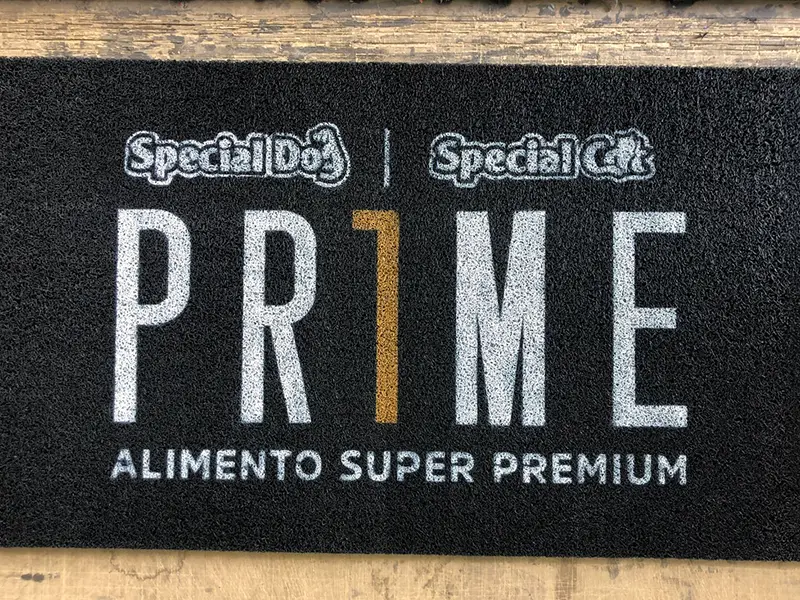 Special Dog | Special Cat
PR1ME
ALIMENTO SUPER PREMIUM